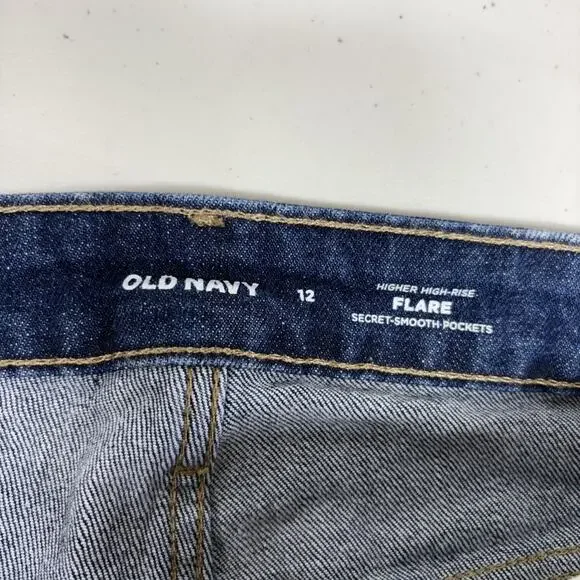 OLD NAVY
12
HIGHER HIGH-RISE
FLARE
SECRET-SMOOTH-POCKETS